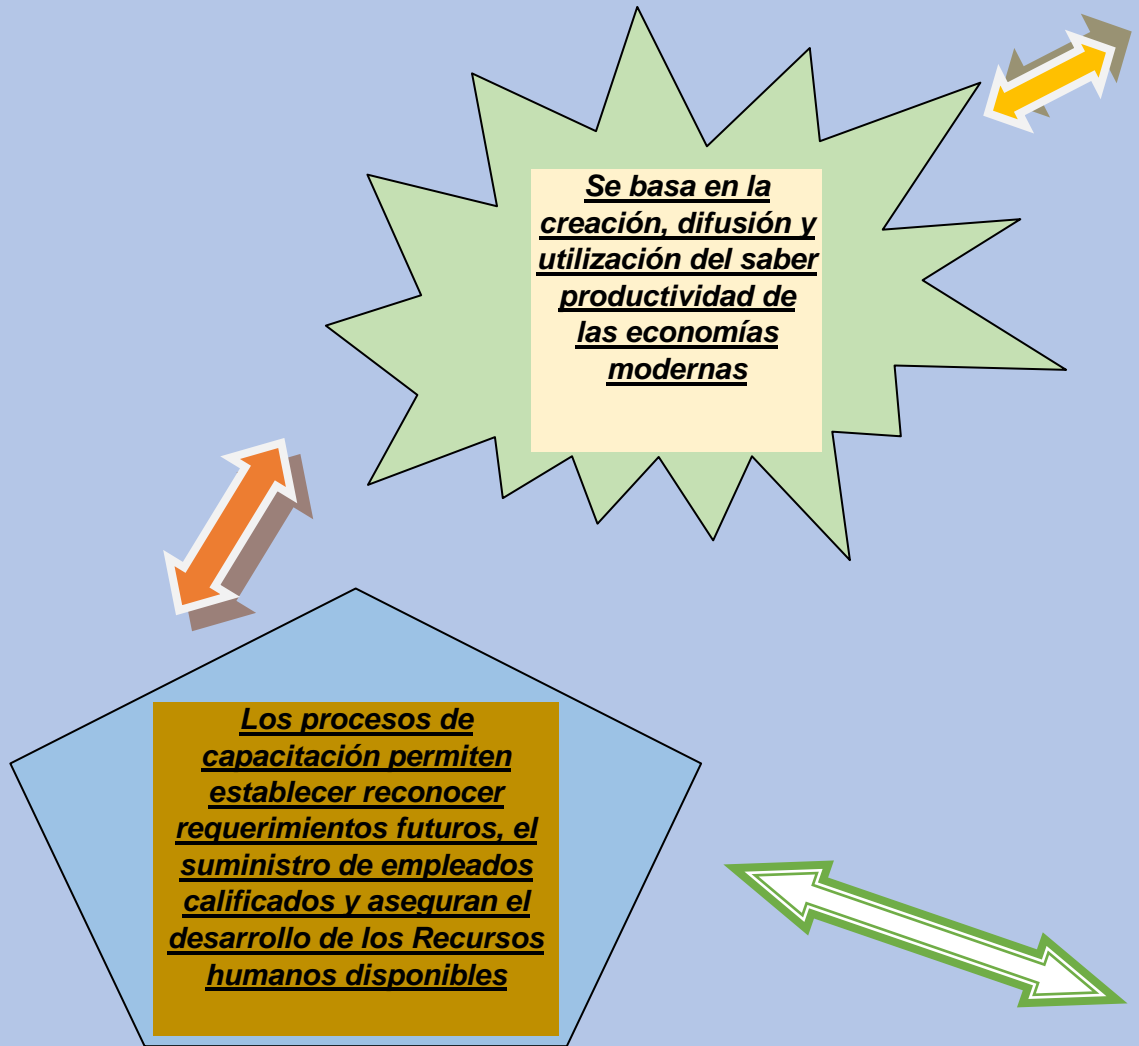 Se basa en la
creación, difusión y
utilización del saber
productividad de
las economías
modernas
Los procesos de
capacitación permiten
establecer reconocer
requerimientos futuros, el
suministro de empleados
calificados y aseguran el
desarrollo de los Recursos
humanos disponibles